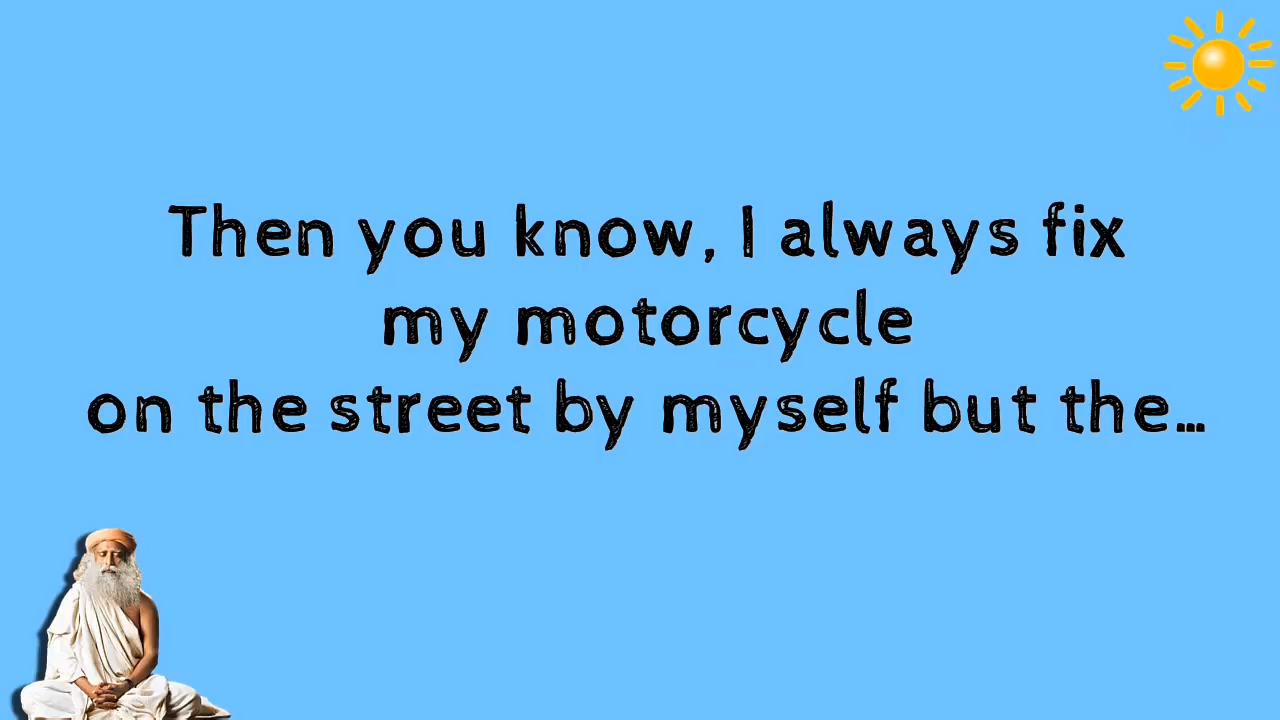 Then you know, I always fix
my motorcycle
on the street by myself but the...